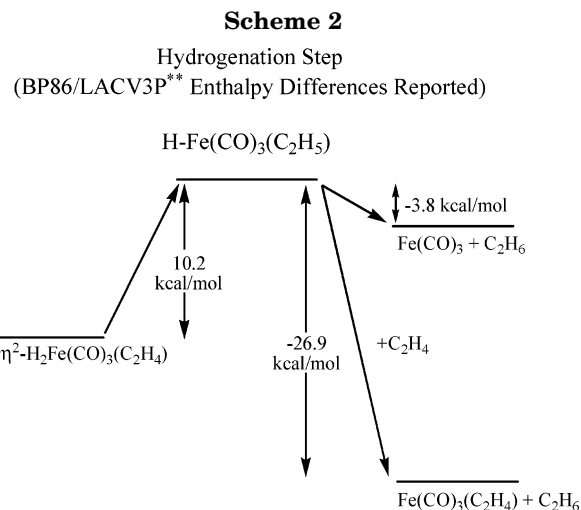 Scheme 2
Hydrogenation Step
(BP86/LACV3P** Enthalpy Differences Reported)
H-Fe(CO)₃(C₂H₅)
-3.8 kcal/mol
Fe(CO)₃ + C₂H₆
10.2
kcal/mol
-26.9
kcal/mol
+C₂H₄
η²-H₂Fe(CO)₃(C₂H₄)
Fe(CO)₃(C₂H₄) + C₂H₆